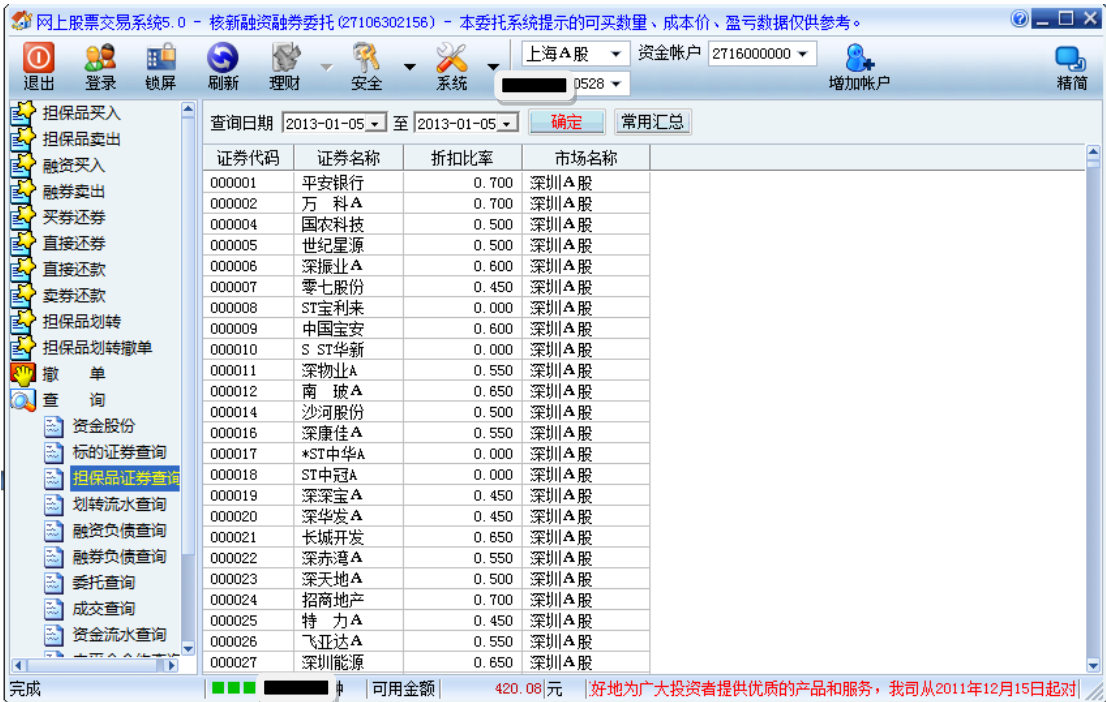 网上股票交易系统5.0 - 核新融资融券委托(27106302156) - 本委托系统提示的可买数量、成本价、盈亏数据仅供参考。
退出 登录 锁屏 刷新 理财 安全 系统 上海A股 资金帐户 2716000000 增加帐户 精简
0528
担保品买入
担保品卖出
融资买入
融券卖出
买券还券
直接还券
直接还款
卖券还款
担保品划转
担保品划转撤单
撤 单
查 询
资金股份
标的证券查询
担保品证券查询
划转流水查询
融资负债查询
融券负债查询
委托查询
成交查询
资金流水查询
查询日期 2013-01-05 至 2013-01-05 确定 常用汇总
证券代码 证券名称 折扣比率 市场名称
000001 平安银行 0.700 深圳A股
000002 万 科A 0.700 深圳A股
000004 国农科技 0.500 深圳A股
000005 世纪星源 0.500 深圳A股
000006 深振业A 0.600 深圳A股
000007 零七股份 0.450 深圳A股
000008 ST宝利来 0.000 深圳A股
000009 中国宝安 0.600 深圳A股
000010 S ST华新 0.000 深圳A股
000011 深物业A 0.550 深圳A股
000012 南 玻A 0.650 深圳A股
000014 沙河股份 0.500 深圳A股
000016 深康佳A 0.550 深圳A股
000017 *ST中华A 0.000 深圳A股
000018 ST中冠A 0.000 深圳A股
000019 深深宝A 0.450 深圳A股
000020 深华发A 0.450 深圳A股
000021 长城开发 0.650 深圳A股
000022 深赤湾A 0.550 深圳A股
000023 深天地A 0.500 深圳A股
000024 招商地产 0.700 深圳A股
000025 特 力A 0.450 深圳A股
000026 飞亚达A 0.550 深圳A股
000027 深圳能源 0.650 深圳A股
完成 可用金额 420.08 元 好地为广大投资者提供优质的产品和服务，我司从2011年12月15日起对